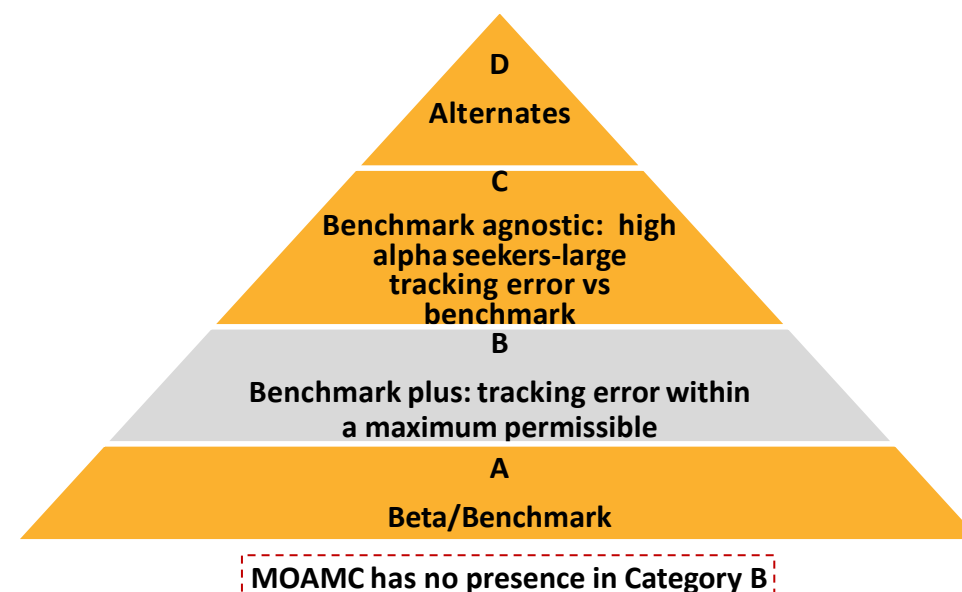 D
Alternates
C
Benchmark agnostic: high
alpha seekers-large
tracking error vs
benchmark
B
Benchmark plus: tracking error within
a maximum permissible
A
Beta/Benchmark
MOAMC has no presence in Category B